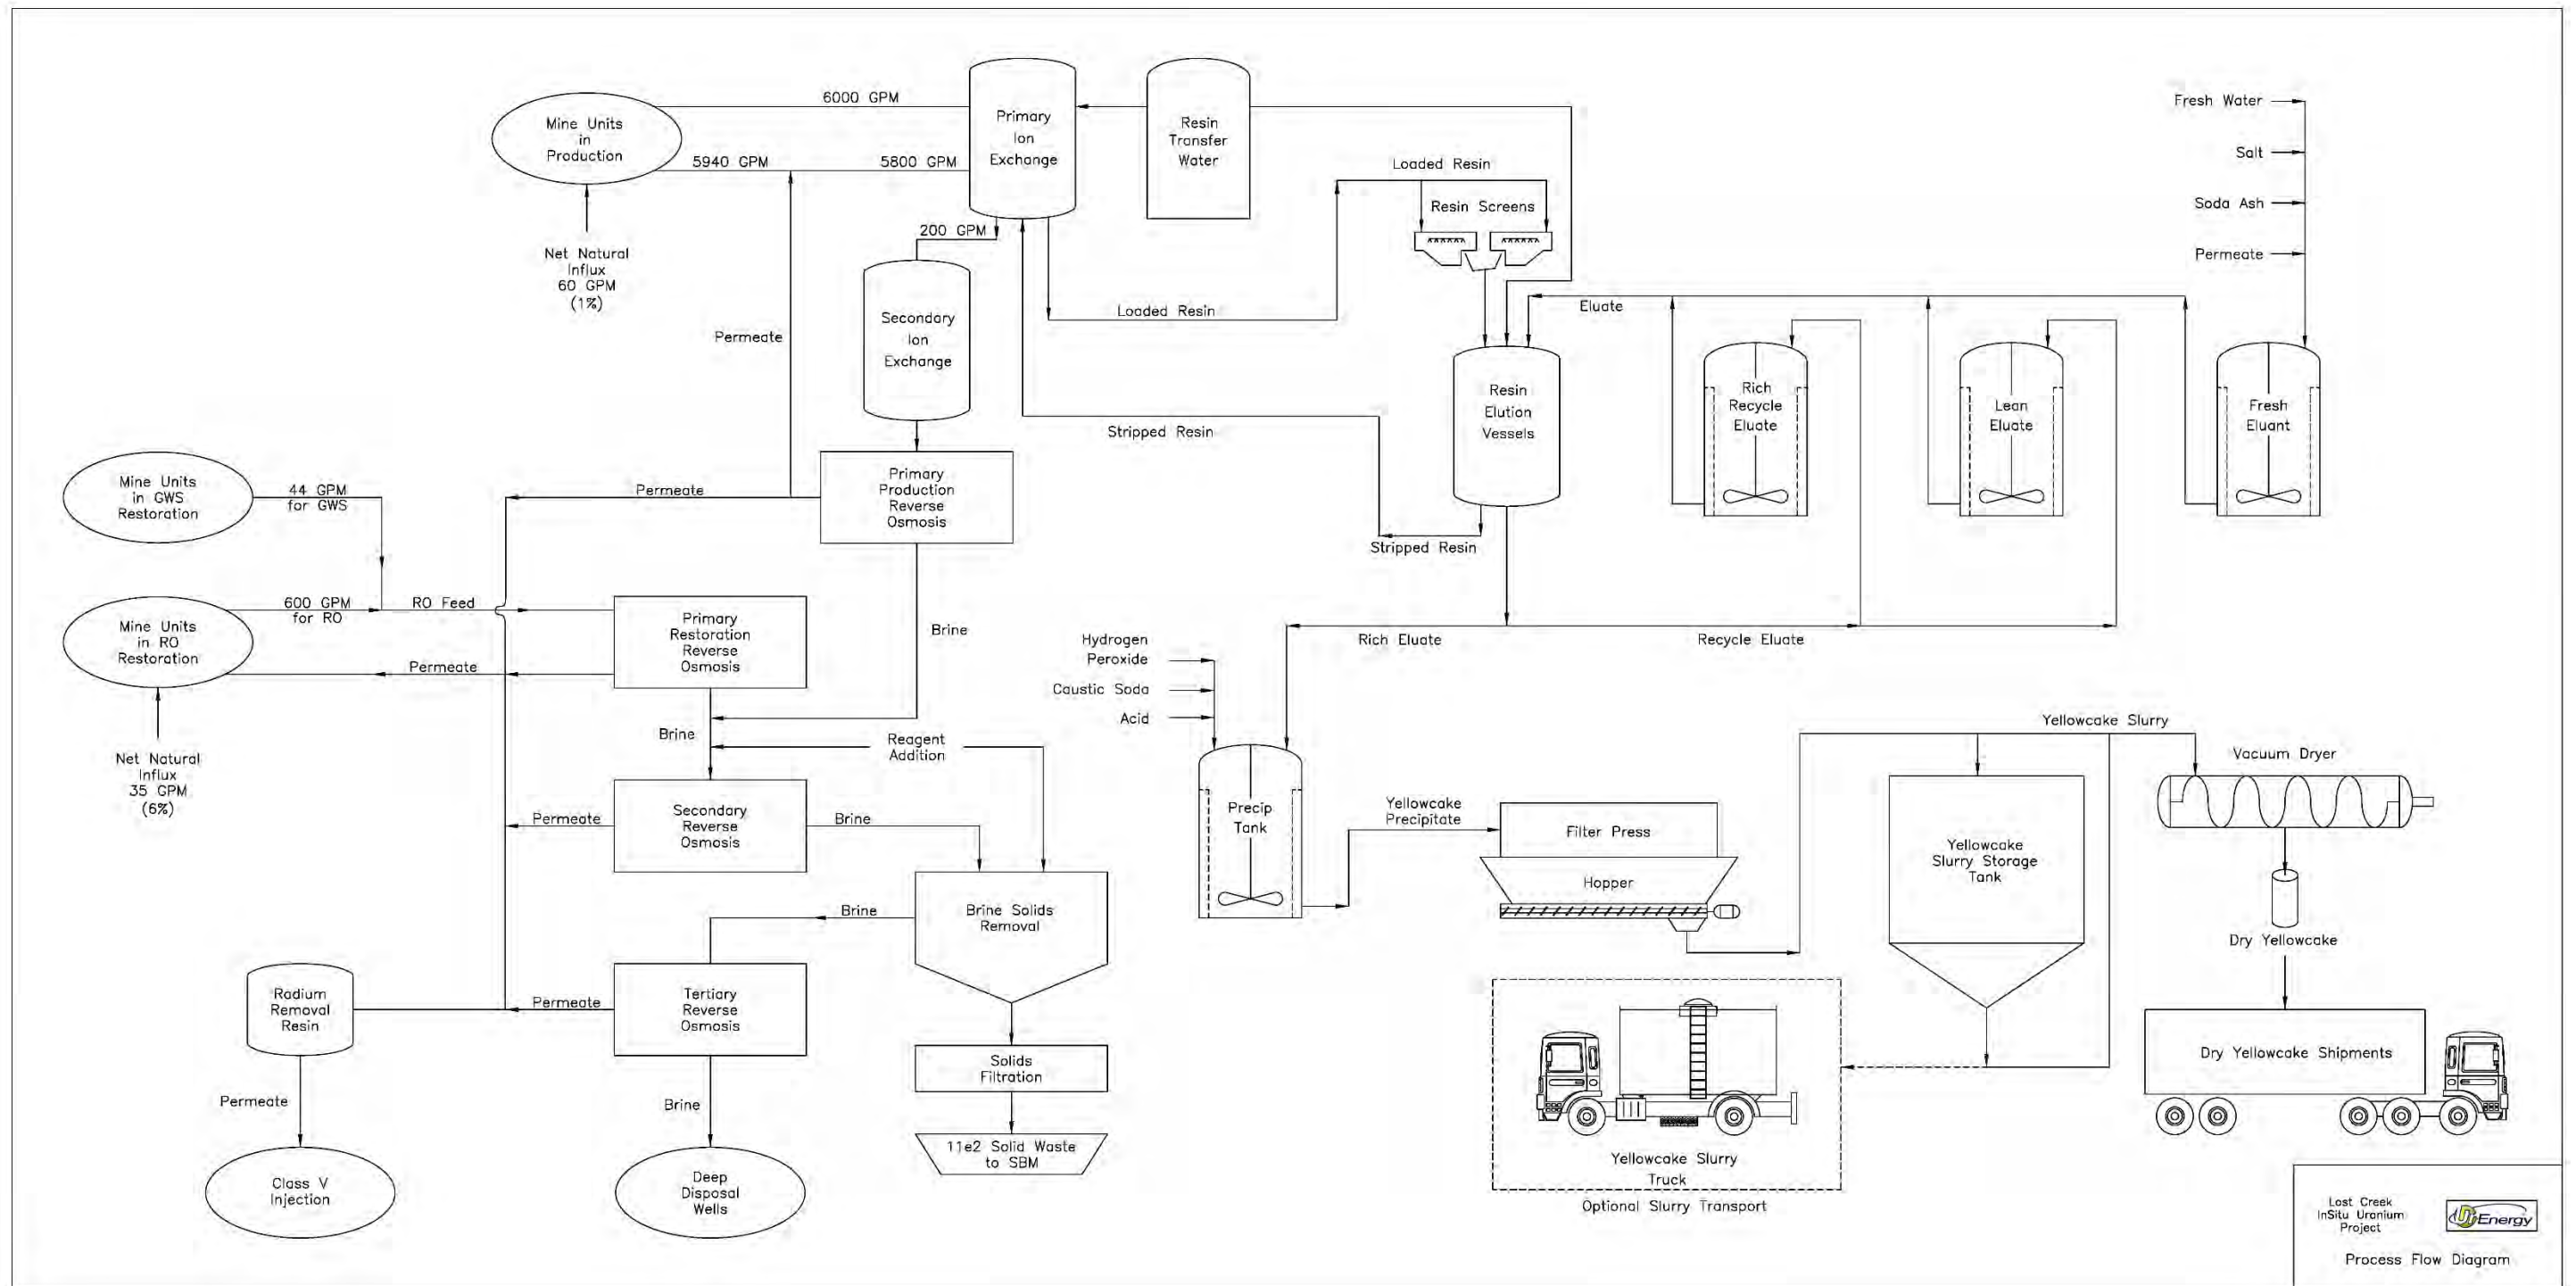 6000 GPM
Mine Units
in
Production
5940 GPM
5800 GPM
Primary
Ion
Exchange
Resin
Transfer
Water
Net Natural
Influx
60 GPM
(1%)
200 GPM
Secondary
Ion
Exchange
Permeate
Loaded Resin
Resin Screens
Loaded Resin
Fresh Water
Salt
Soda Ash
Permeate
Eluate
Resin
Elution
Vessels
Rich
Recycle
Eluate
Lean
Eluate
Fresh
Eluant
Stripped Resin
Stripped Resin
Mine Units
in GWS
Restoration
44 GPM
for GWS
Permeate
Primary
Production
Reverse
Osmosis
Mine Units
in RO
Restoration
600 GPM
for RO
RO Feed
Permeate
Primary
Restoration
Reverse
Osmosis
Brine
Net Natural
Influx
35 GPM
(6%)
Brine
Reagent
Addition
Permeate
Secondary
Reverse
Osmosis
Brine
Brine
Brine Solids
Removal
Radium
Removal
Resin
Permeate
Tertiary
Reverse
Osmosis
Solids
Filtration
Permeate
Brine
11e2 Solid Waste
to SBM
Class V
Injection
Deep
Disposal
Wells
Rich Eluate
Recycle Eluate
Hydrogen
Peroxide
Caustic Soda
Acid
Precip
Tank
Yellowcake
Precipitate
Filter Press
Hopper
Yellowcake Slurry
Yellowcake
Slurry Storage
Tank
Vacuum Dryer
Dry Yellowcake
Dry Yellowcake Shipments
Yellowcake Slurry
Truck
Optional Slurry Transport
Lost Creek
InSitu Uranium
Project
Energy
Process Flow Diagram